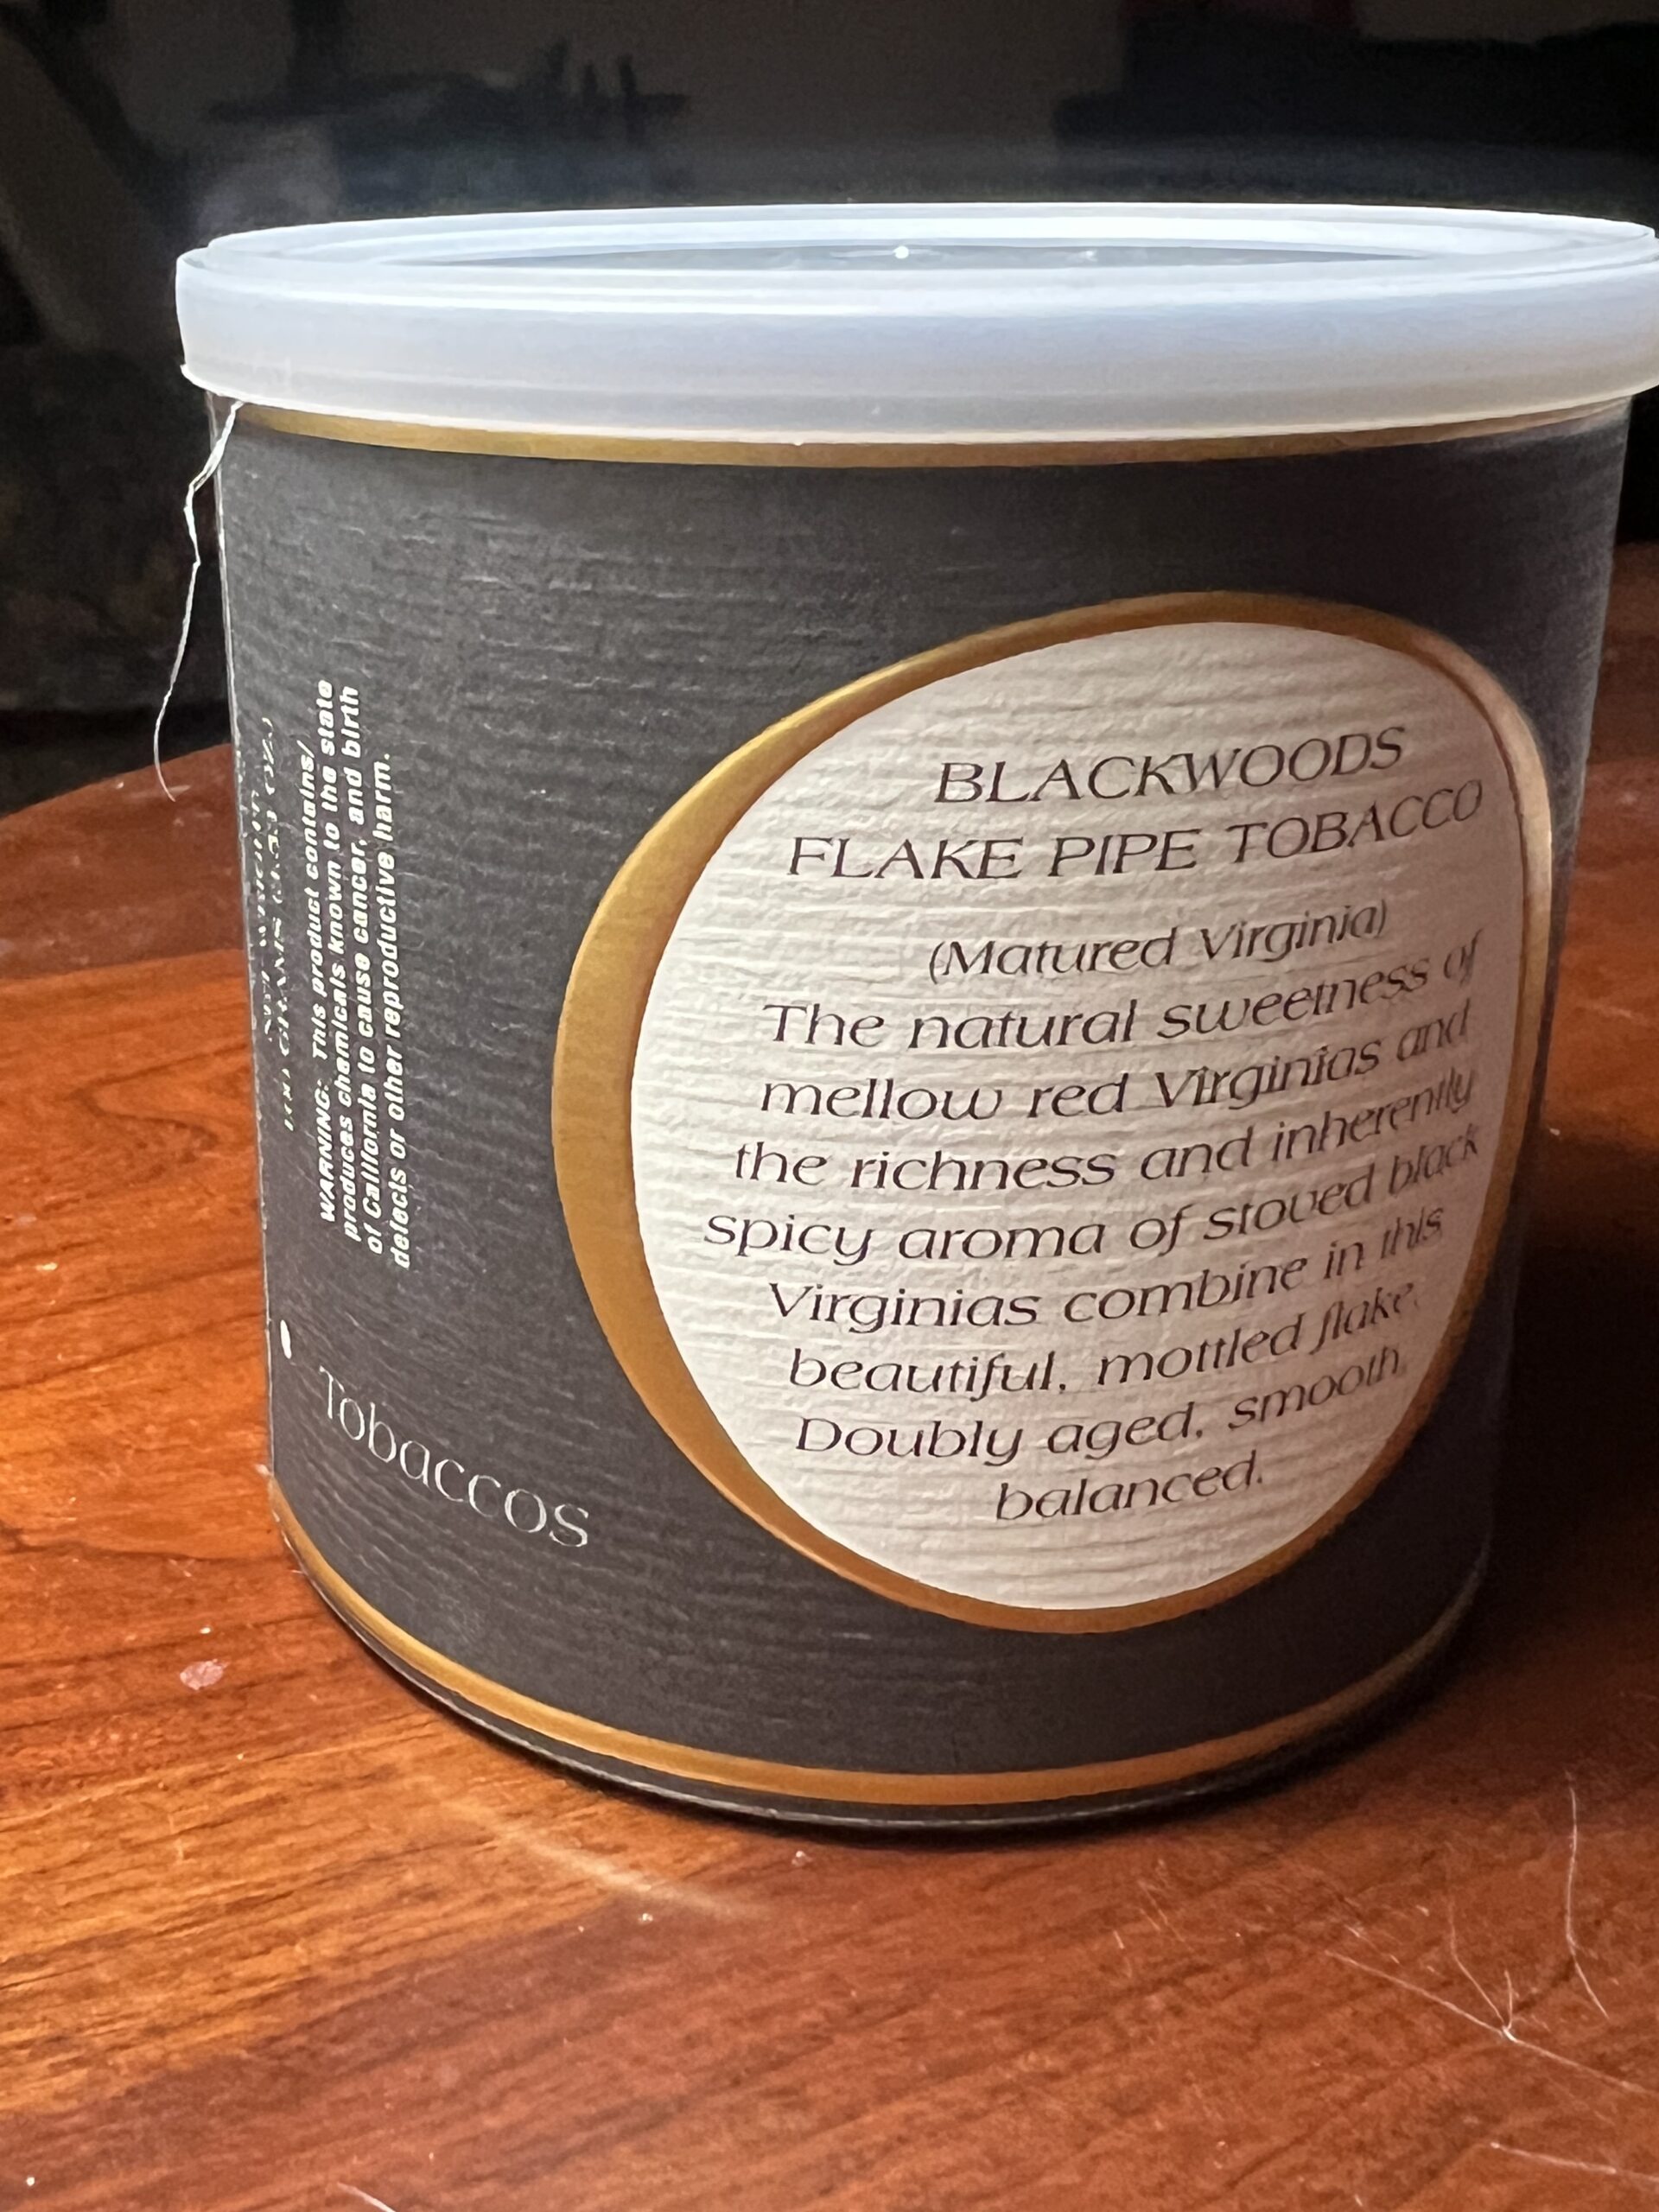 BLACKWOODS
FLAKE PIPE TOBACCO
(Matured Virginia)
The natural sweetness of
mellow red Virginias and
the richness and inherently
spicy aroma of stoved black
Virginias combine in this
beautiful, mottled flake.
Doubly aged, smooth,
balanced.
WARNING: This product contains/
produces chemicals known to the state
of California to cause cancer, and birth
defects or other reproductive harm.
Tobaccos